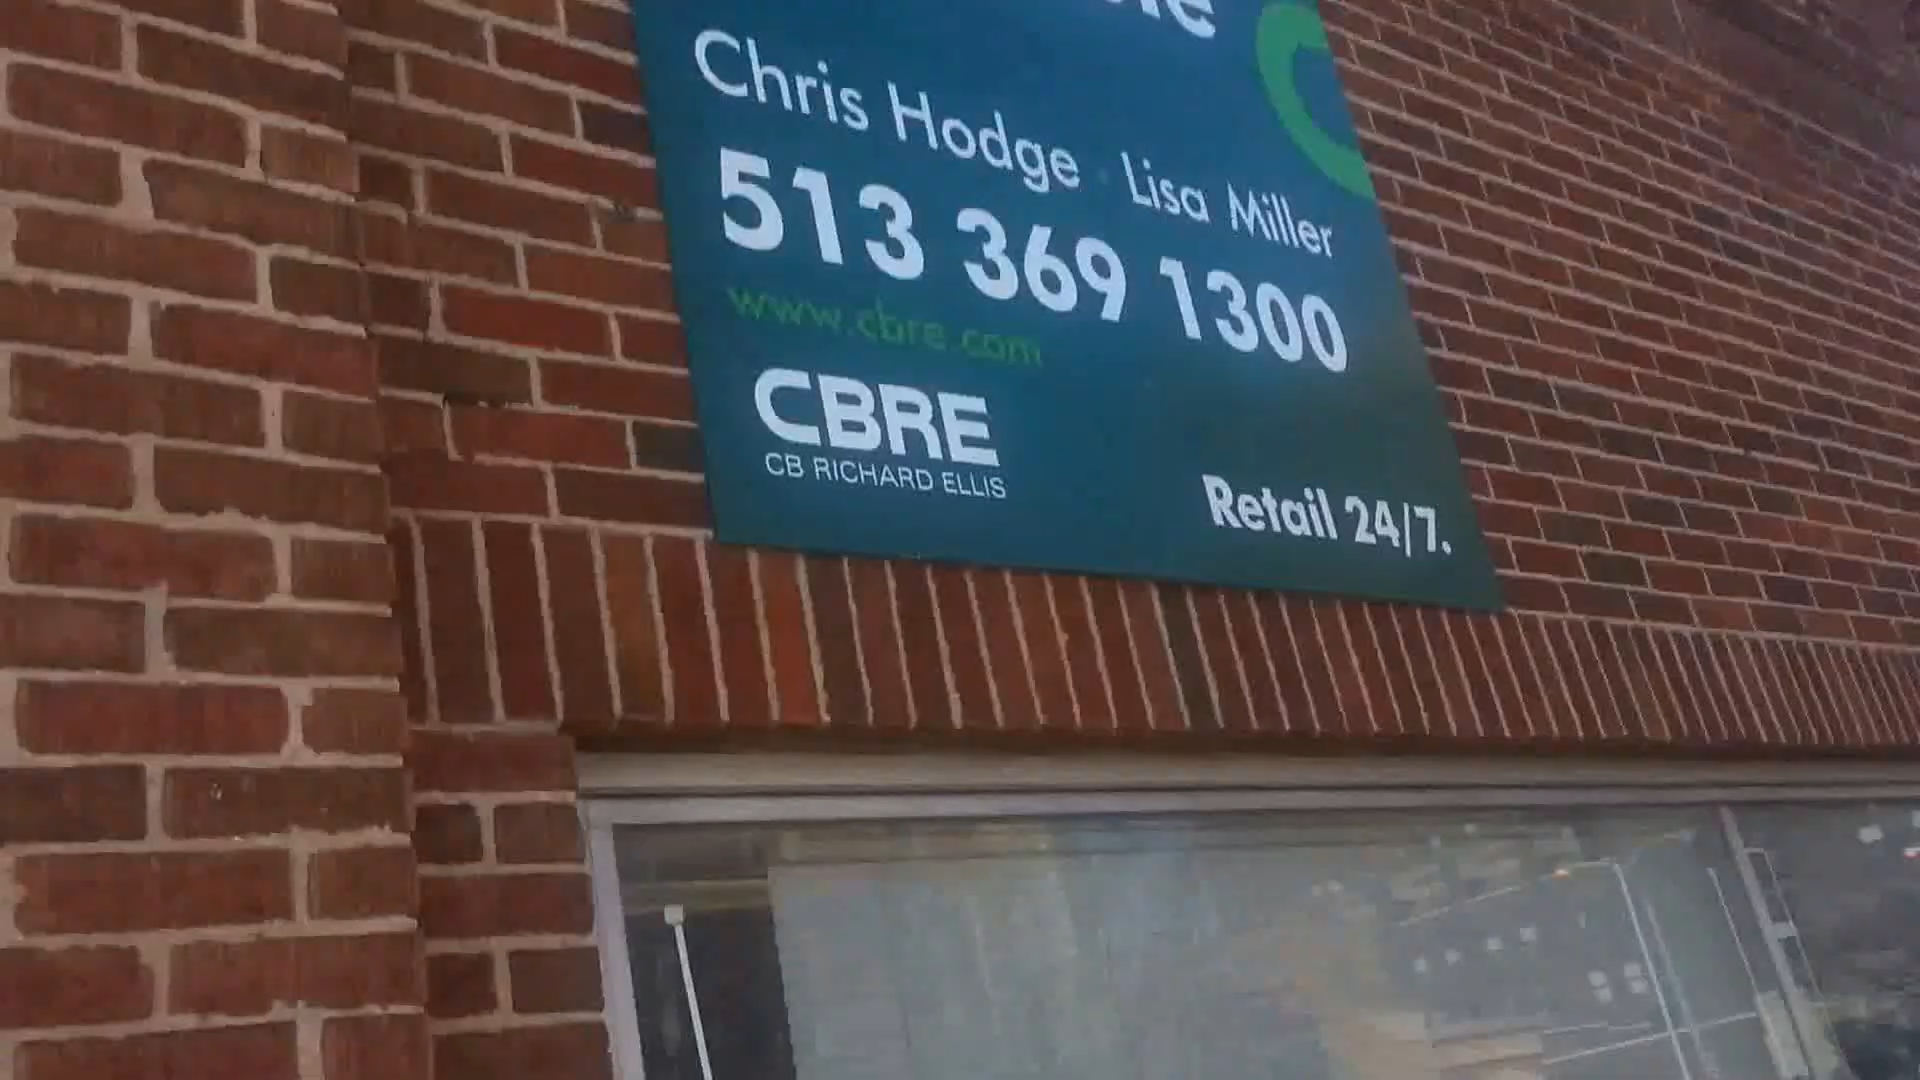 Chris Hodge · Lisa Miller
513 369 1300
www.cbre.com
CBRE
CB RICHARD ELLIS
Retail 24/7.